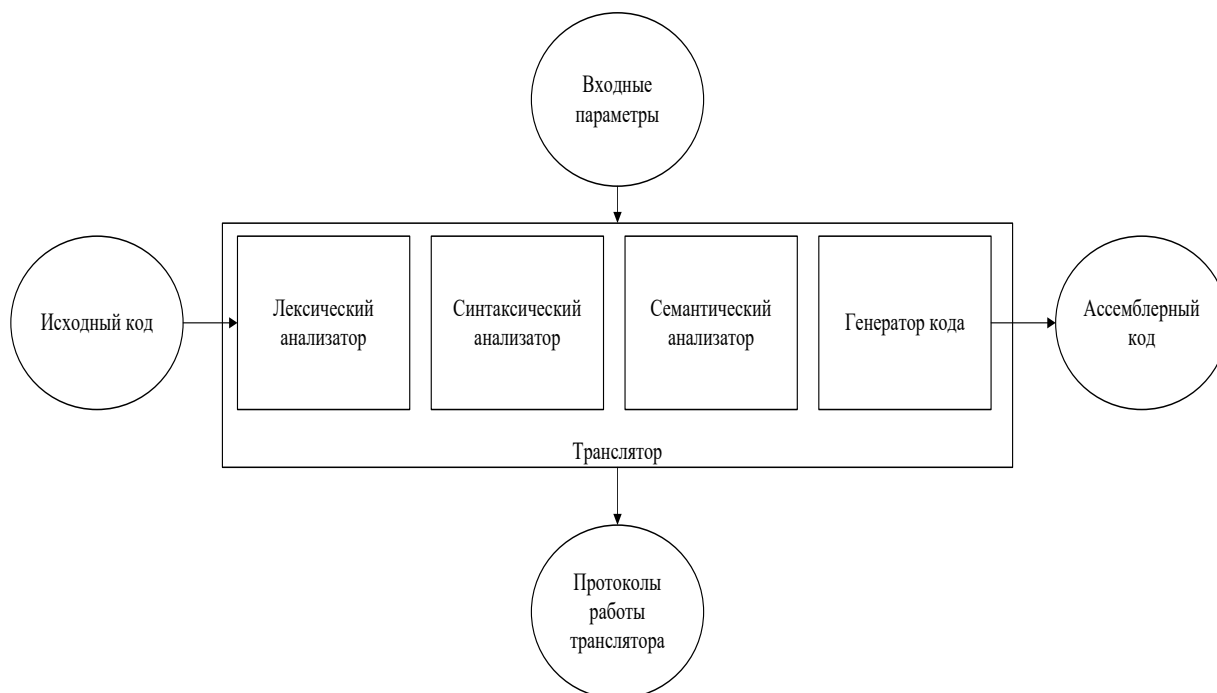 Входные
параметры
Исходный код
Лексический
анализатор
Синтаксический
анализатор
Семантический
анализатор
Генератор кода
Ассемблерный
код
Транслятор
Протоколы
работы
транслятора